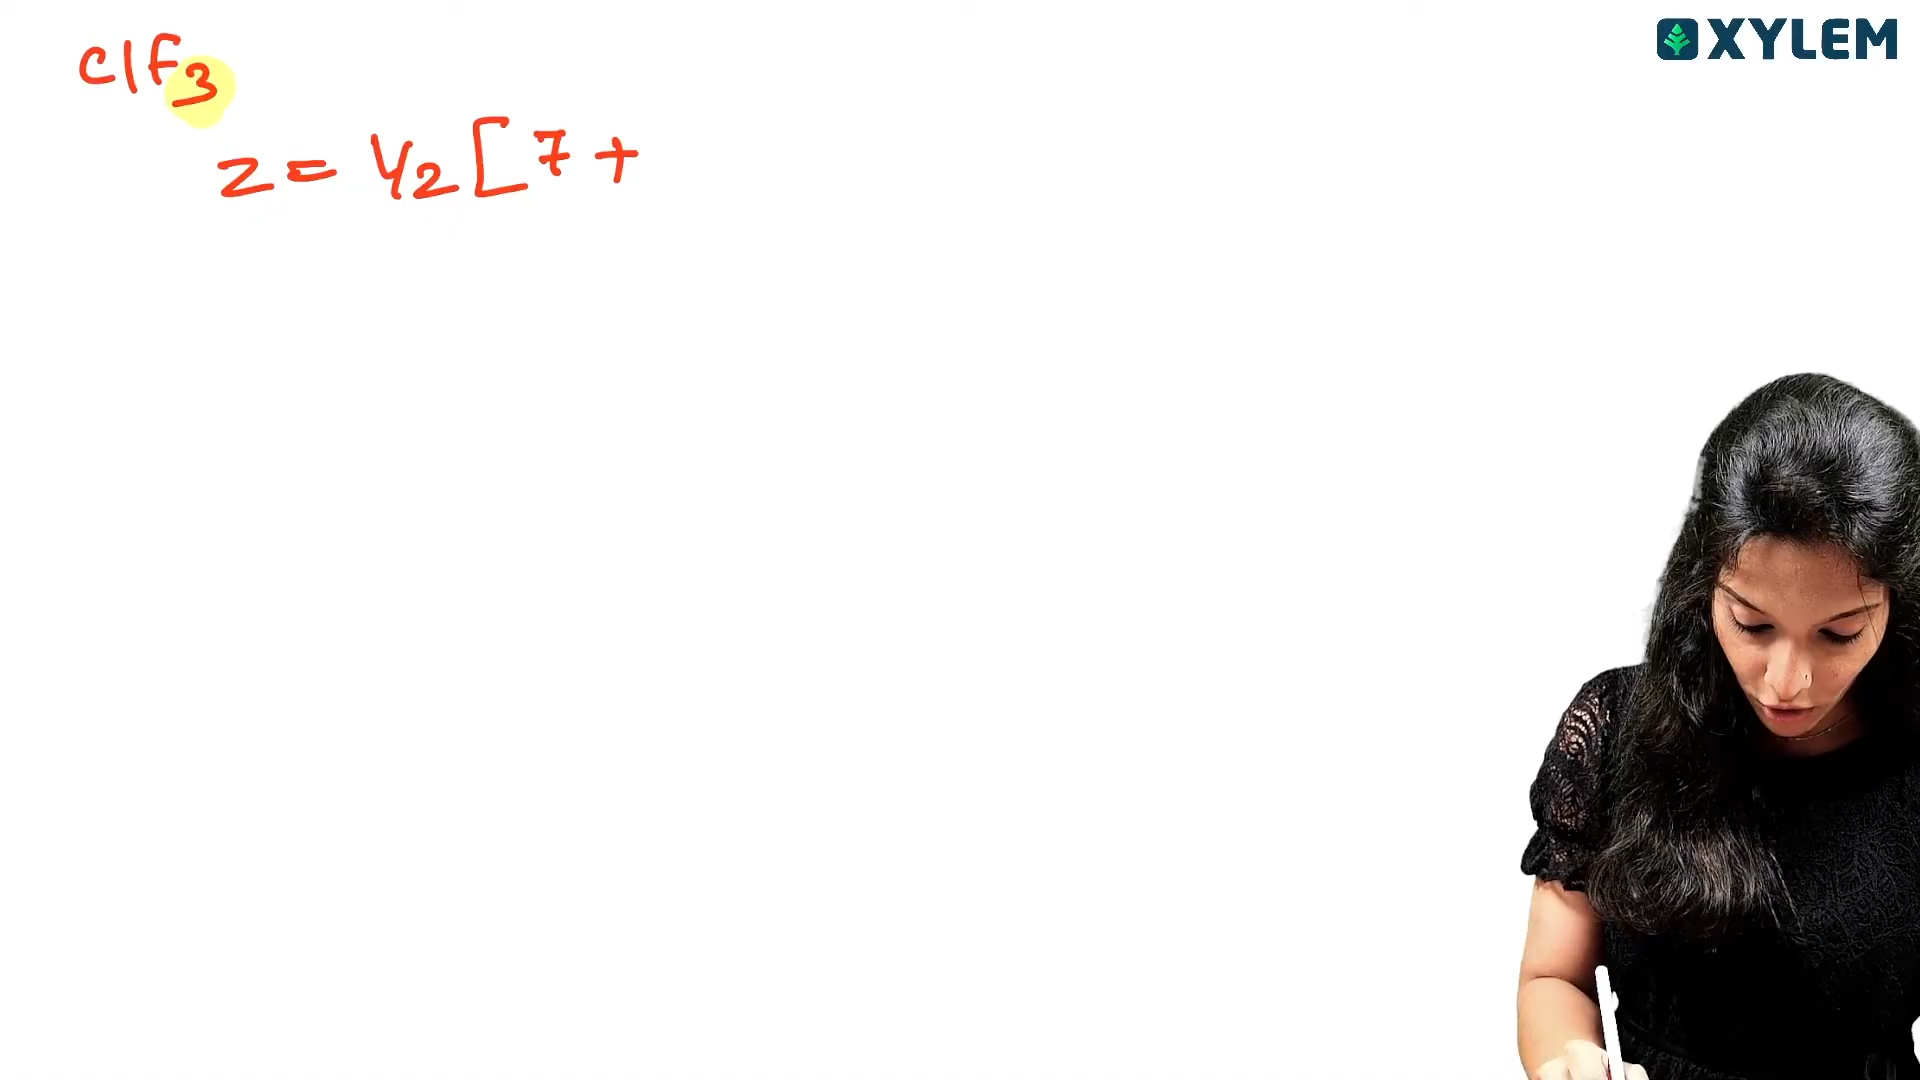 XYLEM
ClF3
z = 1/2 [ 7 +